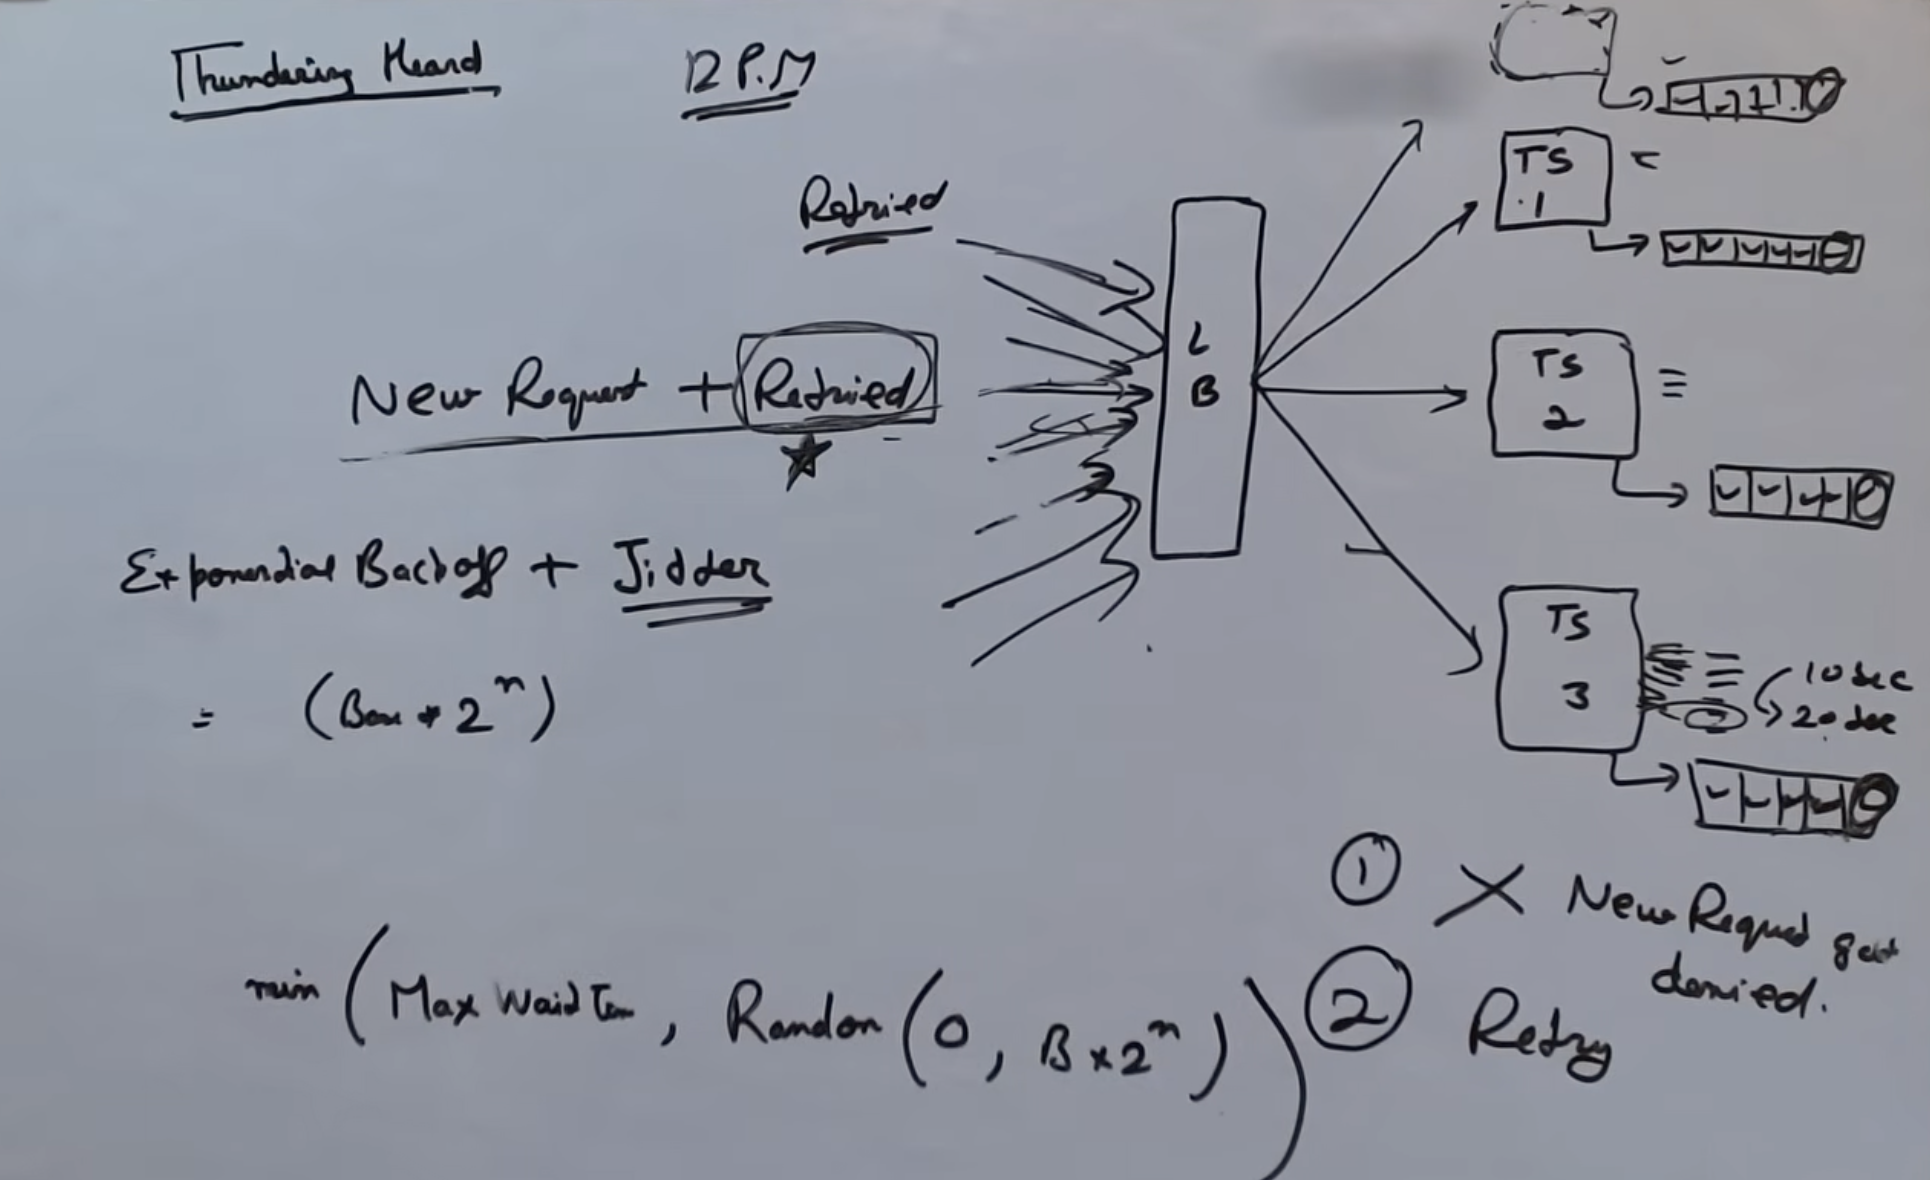 Thundering Heard
12 P.M
Retried
New Request + Retried
Exponential Backoff + Jitter
= (Base * 2^n)
min (Max Wait Time, Random (0, B x 2^n))
L
B
TS
1
TS
2
TS
3
10 sec
20 sec
1 X New Request get
denied.
2 Retry